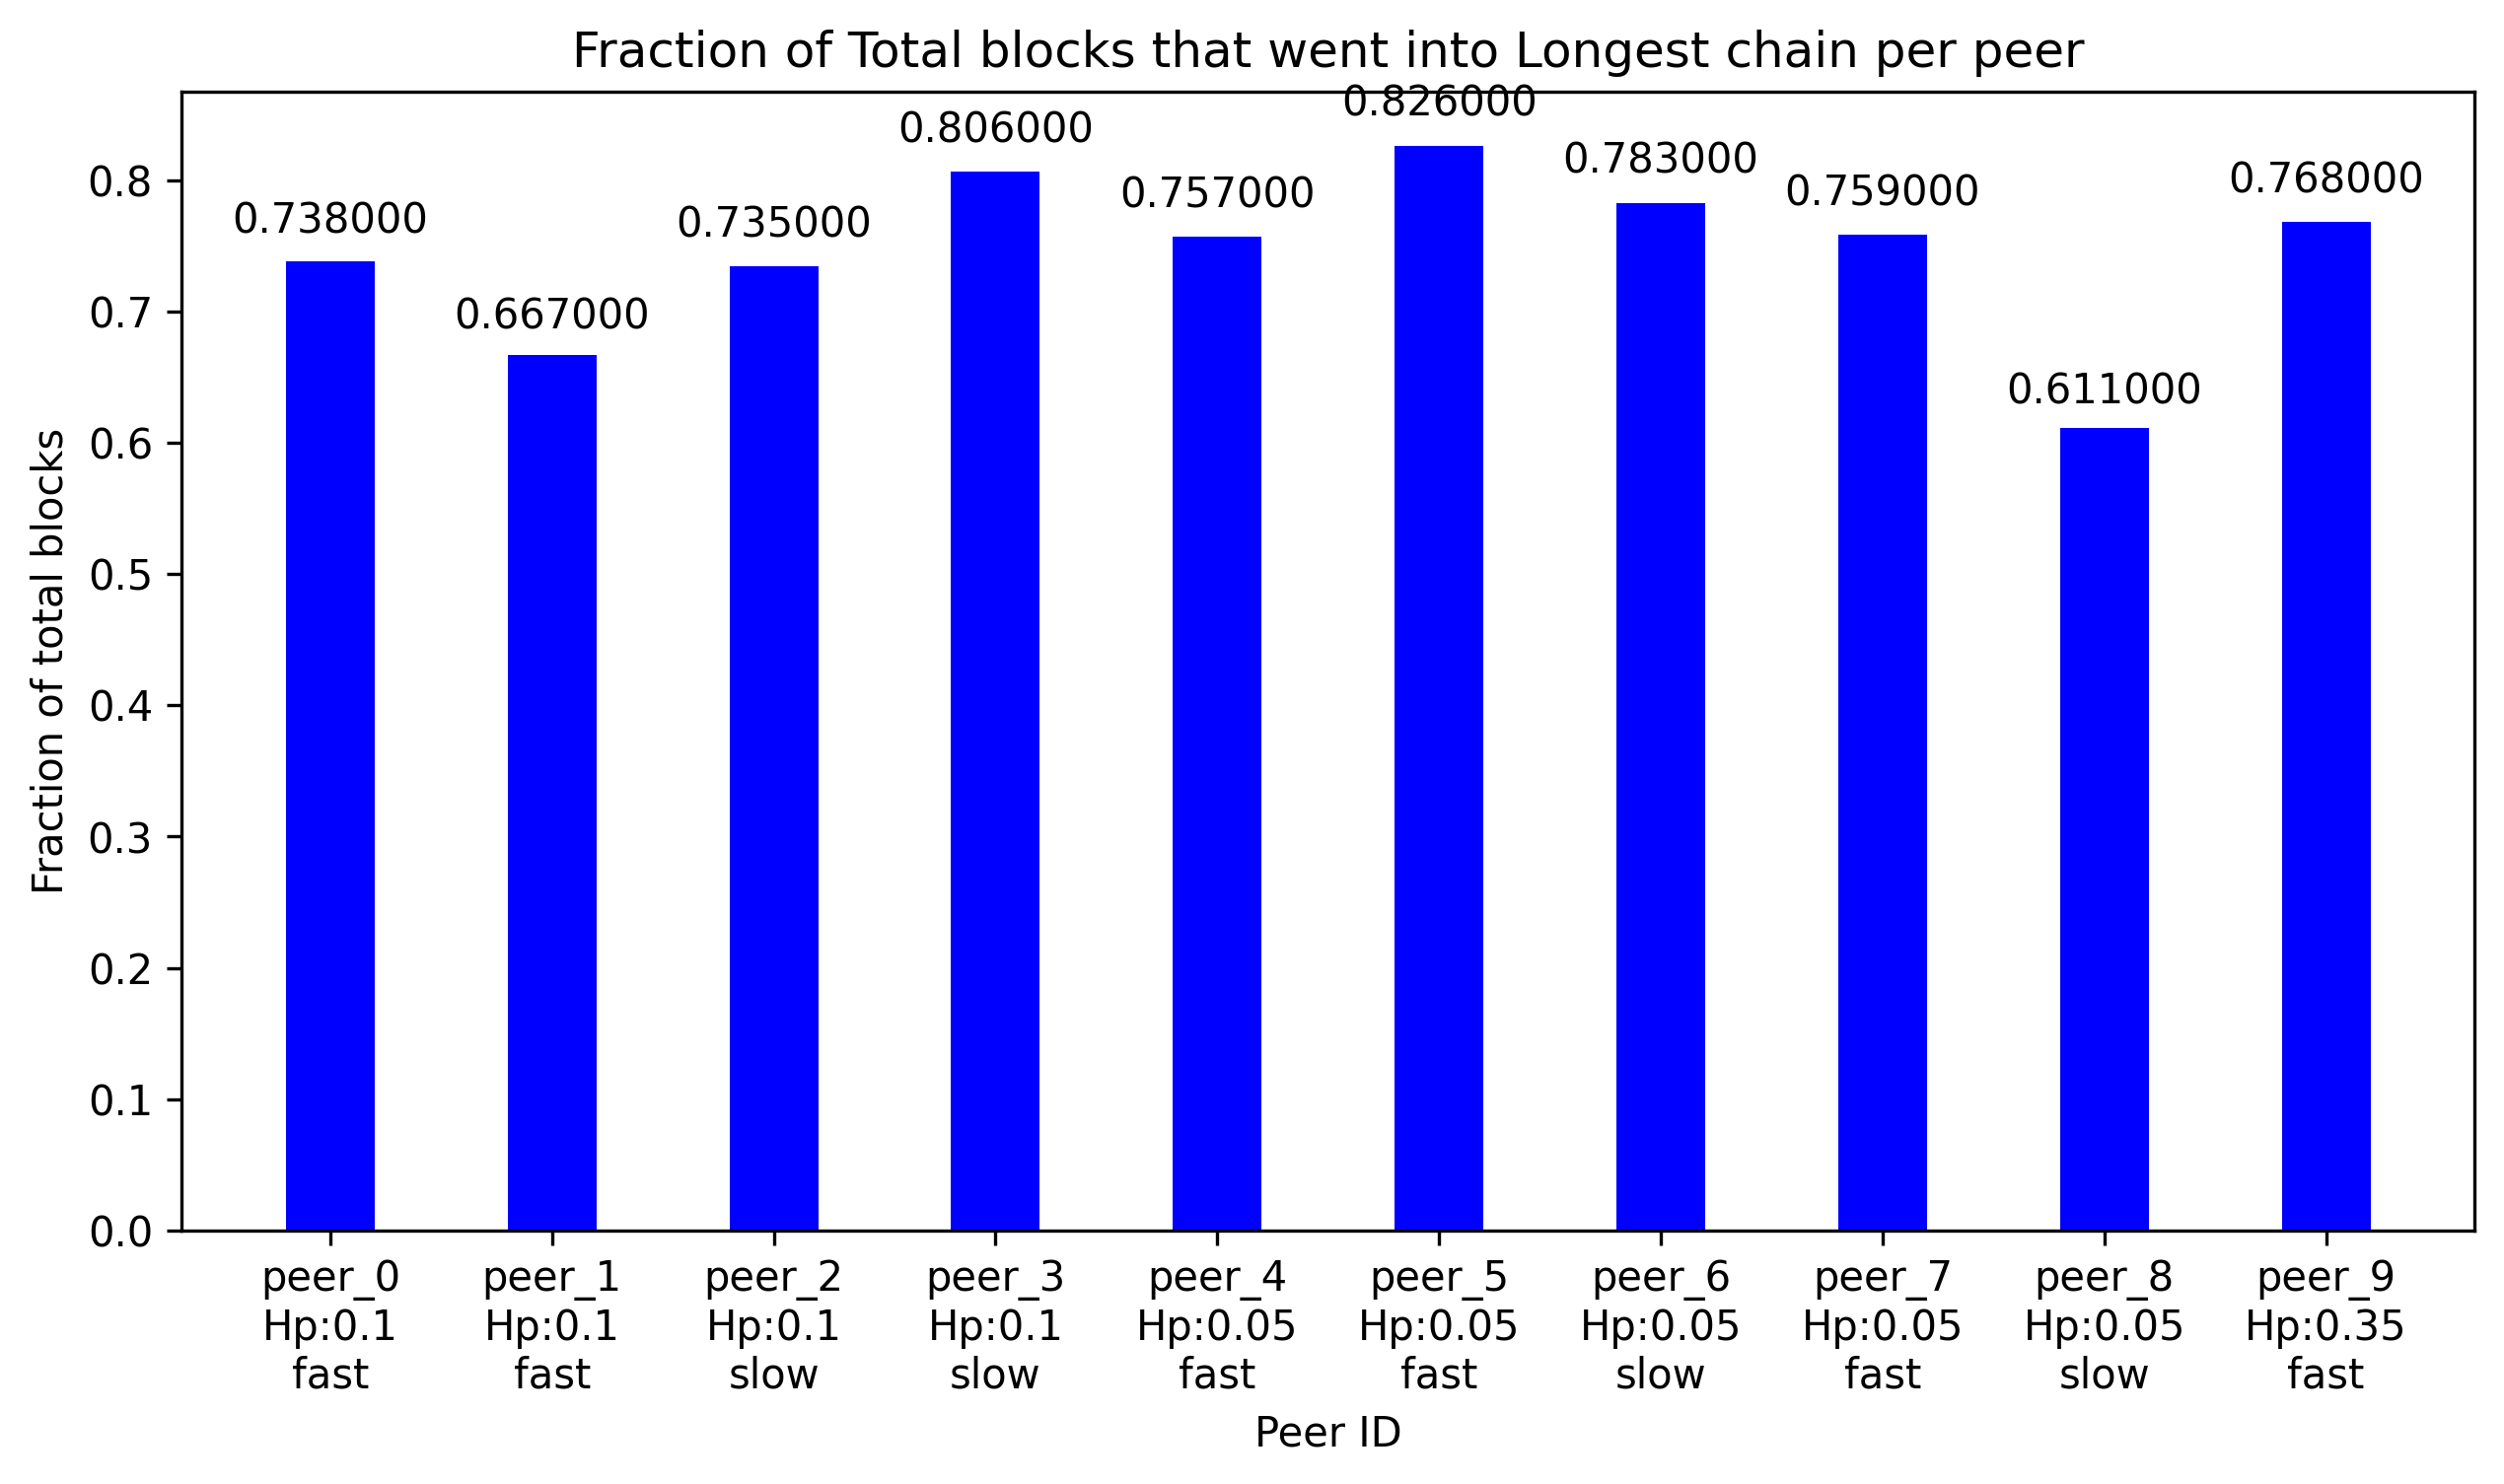 Fraction of Total blocks that went into Longest chain per peer
0.826000
0.806000
0.783000
0.768000
0.757000
0.759000
0.738000
0.735000
0.667000
0.611000
Fraction of total blocks
0.8
0.7
0.6
0.5
0.4
0.3
0.2
0.1
0.0
peer_0
Hp:0.1
fast
peer_1
Hp:0.1
fast
peer_2
Hp:0.1
slow
peer_3
Hp:0.1
slow
peer_4
Hp:0.05
fast
peer_5
Hp:0.05
fast
peer_6
Hp:0.05
slow
peer_7
Hp:0.05
fast
peer_8
Hp:0.05
slow
peer_9
Hp:0.35
fast
Peer ID